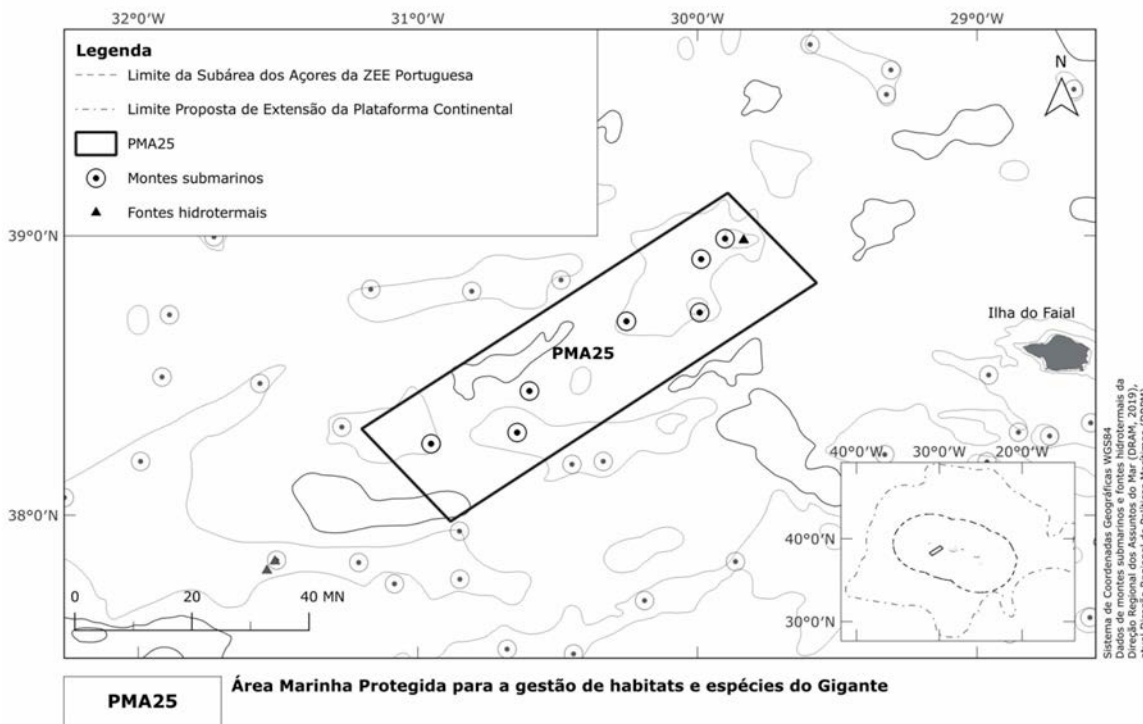 32°0'W 31°0'W 30°0'W 29°0'W
Legenda
Limite da Subárea dos Açores da ZEE Portuguesa
Limite Proposta de Extensão da Plataforma Continental
PMA25
Montes submarinos
Fontes hidrotermais
N
39°0'N
Ilha do Faial
PMA25
38°0'N
0 20 40 MN
40°0'W 30°0'W 20°0'W
40°0'N
30°0'N
Sistema de Coordenadas Geográficas WGS84
Dados de montes submarinos e fontes hidrotermais da
Direção Regional dos Assuntos do Mar (DRAM, 2019),
PMA25
Área Marinha Protegida para a gestão de habitats e espécies do Gigante